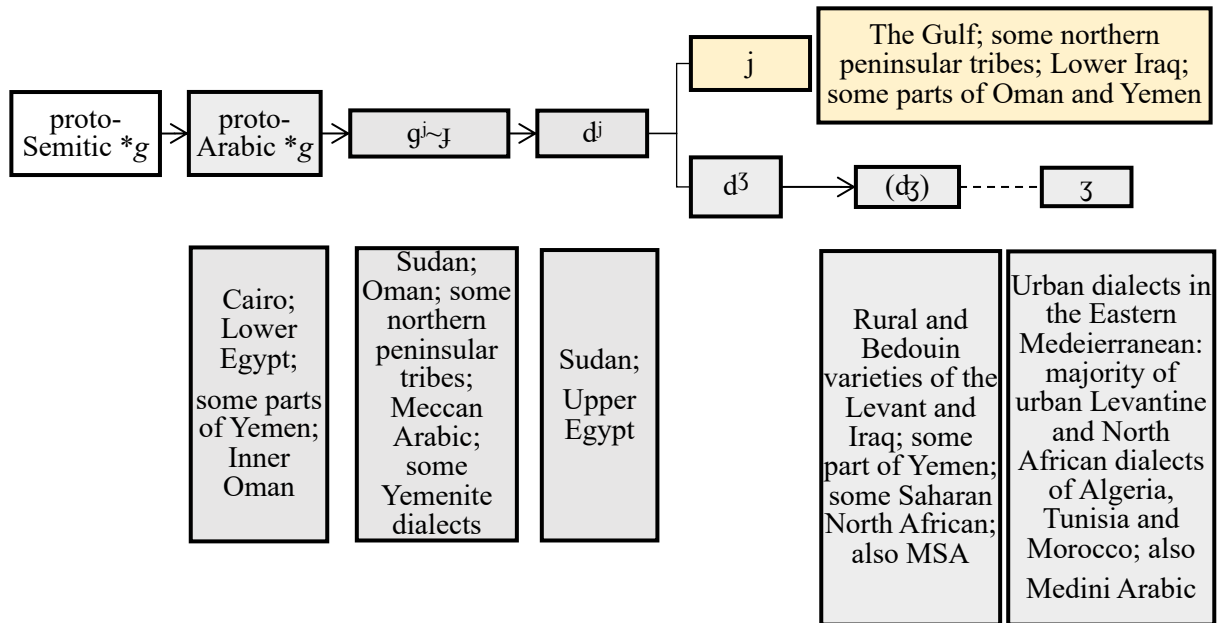 proto-
Semitic *g
proto-
Arabic *g
ɡʲ~ɟ
dʲ
j
The Gulf; some northern
peninsular tribes; Lower Iraq;
some parts of Oman and Yemen
dᶾ
(ʤ)
ʒ
Cairo;
Lower
Egypt;
some parts
of Yemen;
Inner
Oman
Sudan;
Oman; some
northern
peninsular
tribes;
Meccan
Arabic;
some
Yemenite
dialects
Sudan;
Upper
Egypt
Rural and
Bedouin
varieties of the
Levant and
Iraq; some
part of Yemen;
some Saharan
North African;
also MSA
Urban dialects in
the Eastern
Medeierranean:
majority of
urban Levantine
and North
African dialects
of Algeria,
Tunisia and
Morocco; also
Medini Arabic